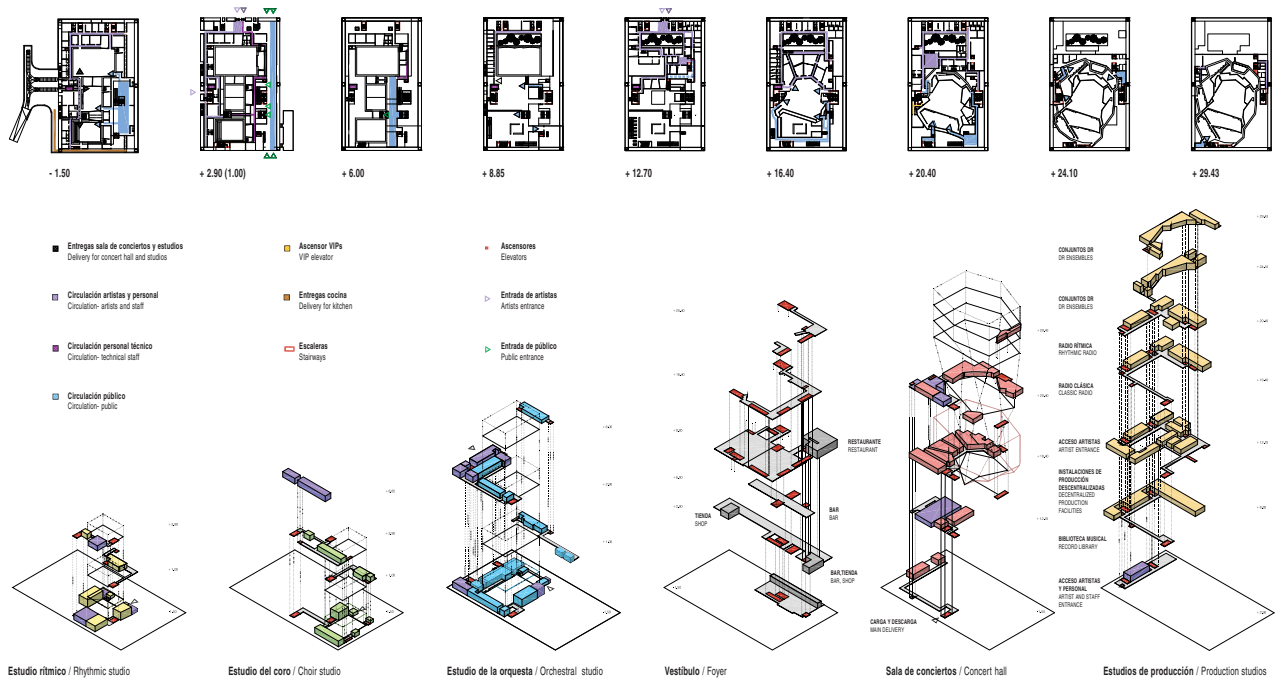 - 1.50
+ 2.90 (1.00)
+ 6.00
+ 8.85
+ 12.70
+ 16.40
+ 20.40
+ 24.10
+ 29.43
Entregas sala de conciertos y estudios
Delivery for concert hall and studios
Circulación artistas y personal
Circulation- artists and staff
Circulación personal técnico
Circulation- technical staff
Circulación público
Circulation- public
Ascensor VIPs
VIP elevator
Entregas cocina
Delivery for kitchen
Escaleras
Stairways
Ascensores
Elevators
Entrada de artistas
Artists entrance
Entrada de público
Public entrance
RESTAURANTE
RESTAURANT
TIENDA
SHOP
BAR
BAR
BAR,TIENDA
BAR, SHOP
CARGA Y DESCARGA
MAIN DELIVERY
CONJUNTOS DR
DR ENSEMBLES
CONJUNTOS DR
DR ENSEMBLES
RADIO RÍTMICA
RHYTHMIC RADIO
RADIO CLÁSICA
CLASSIC RADIO
ACCESO ARTISTAS
ARTIST ENTRANCE
INSTALACIONES DE
PRODUCCIÓN
DESCENTRALIZADAS
DECENTRALIZED
PRODUCTION
FACILITIES
BIBLIOTECA MUSICAL
RECORD LIBRARY
ACCESO ARTISTAS
Y PERSONAL
ARTIST AND STAFF
ENTRANCE
Estudio rítmico / Rhythmic studio
Estudio del coro / Choir studio
Estudio de la orquesta / Orchestral studio
Vestíbulo / Foyer
Sala de conciertos / Concert hall
Estudios de producción / Production studios